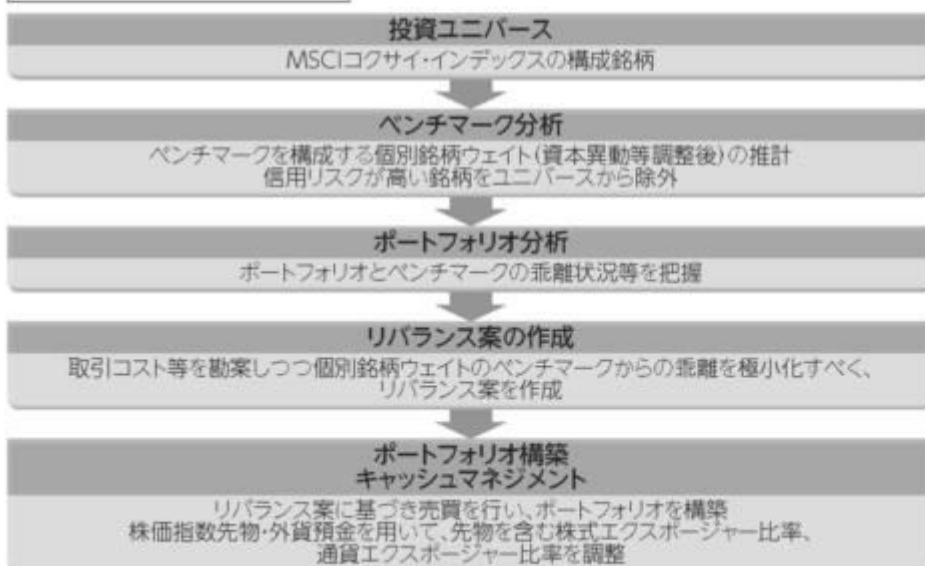 投資ユニバース
MSCIコクサイ・インデックスの構成銘柄
ベンチマーク分析
ベンチマークを構成する個別銘柄ウェイト(資本異動等調整後)の推計
信用リスクが高い銘柄をユニバースから除外
ポートフォリオ分析
ポートフォリオとベンチマークの乖離状況等を把握
リバランス案の作成
取引コスト等を勘案しつつ個別銘柄ウェイトのベンチマークからの乖離を極小化すべく、
リバランス案を作成
ポートフォリオ構築
キャッシュマネジメント
リバランス案に基づき売買を行い、ポートフォリオを構築
株価指数先物・外貨預金を用いて、先物を含む株式エクスポージャー比率、
通貨エクスポージャー比率を調整